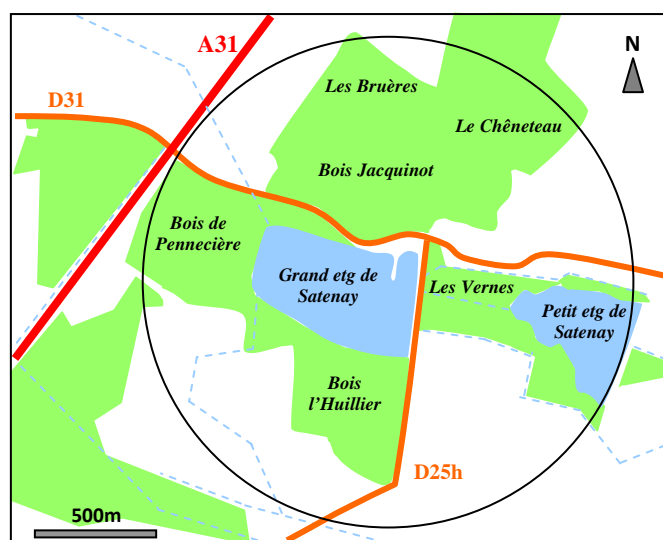 A31
N
Les Bruères
D31
Le Chêneteau
Bois Jacquinot
Bois de
Pennecière
Grand etg de
Satenay
Les Vernes
Petit etg de
Satenay
Bois
l'Huillier
D25h
500m